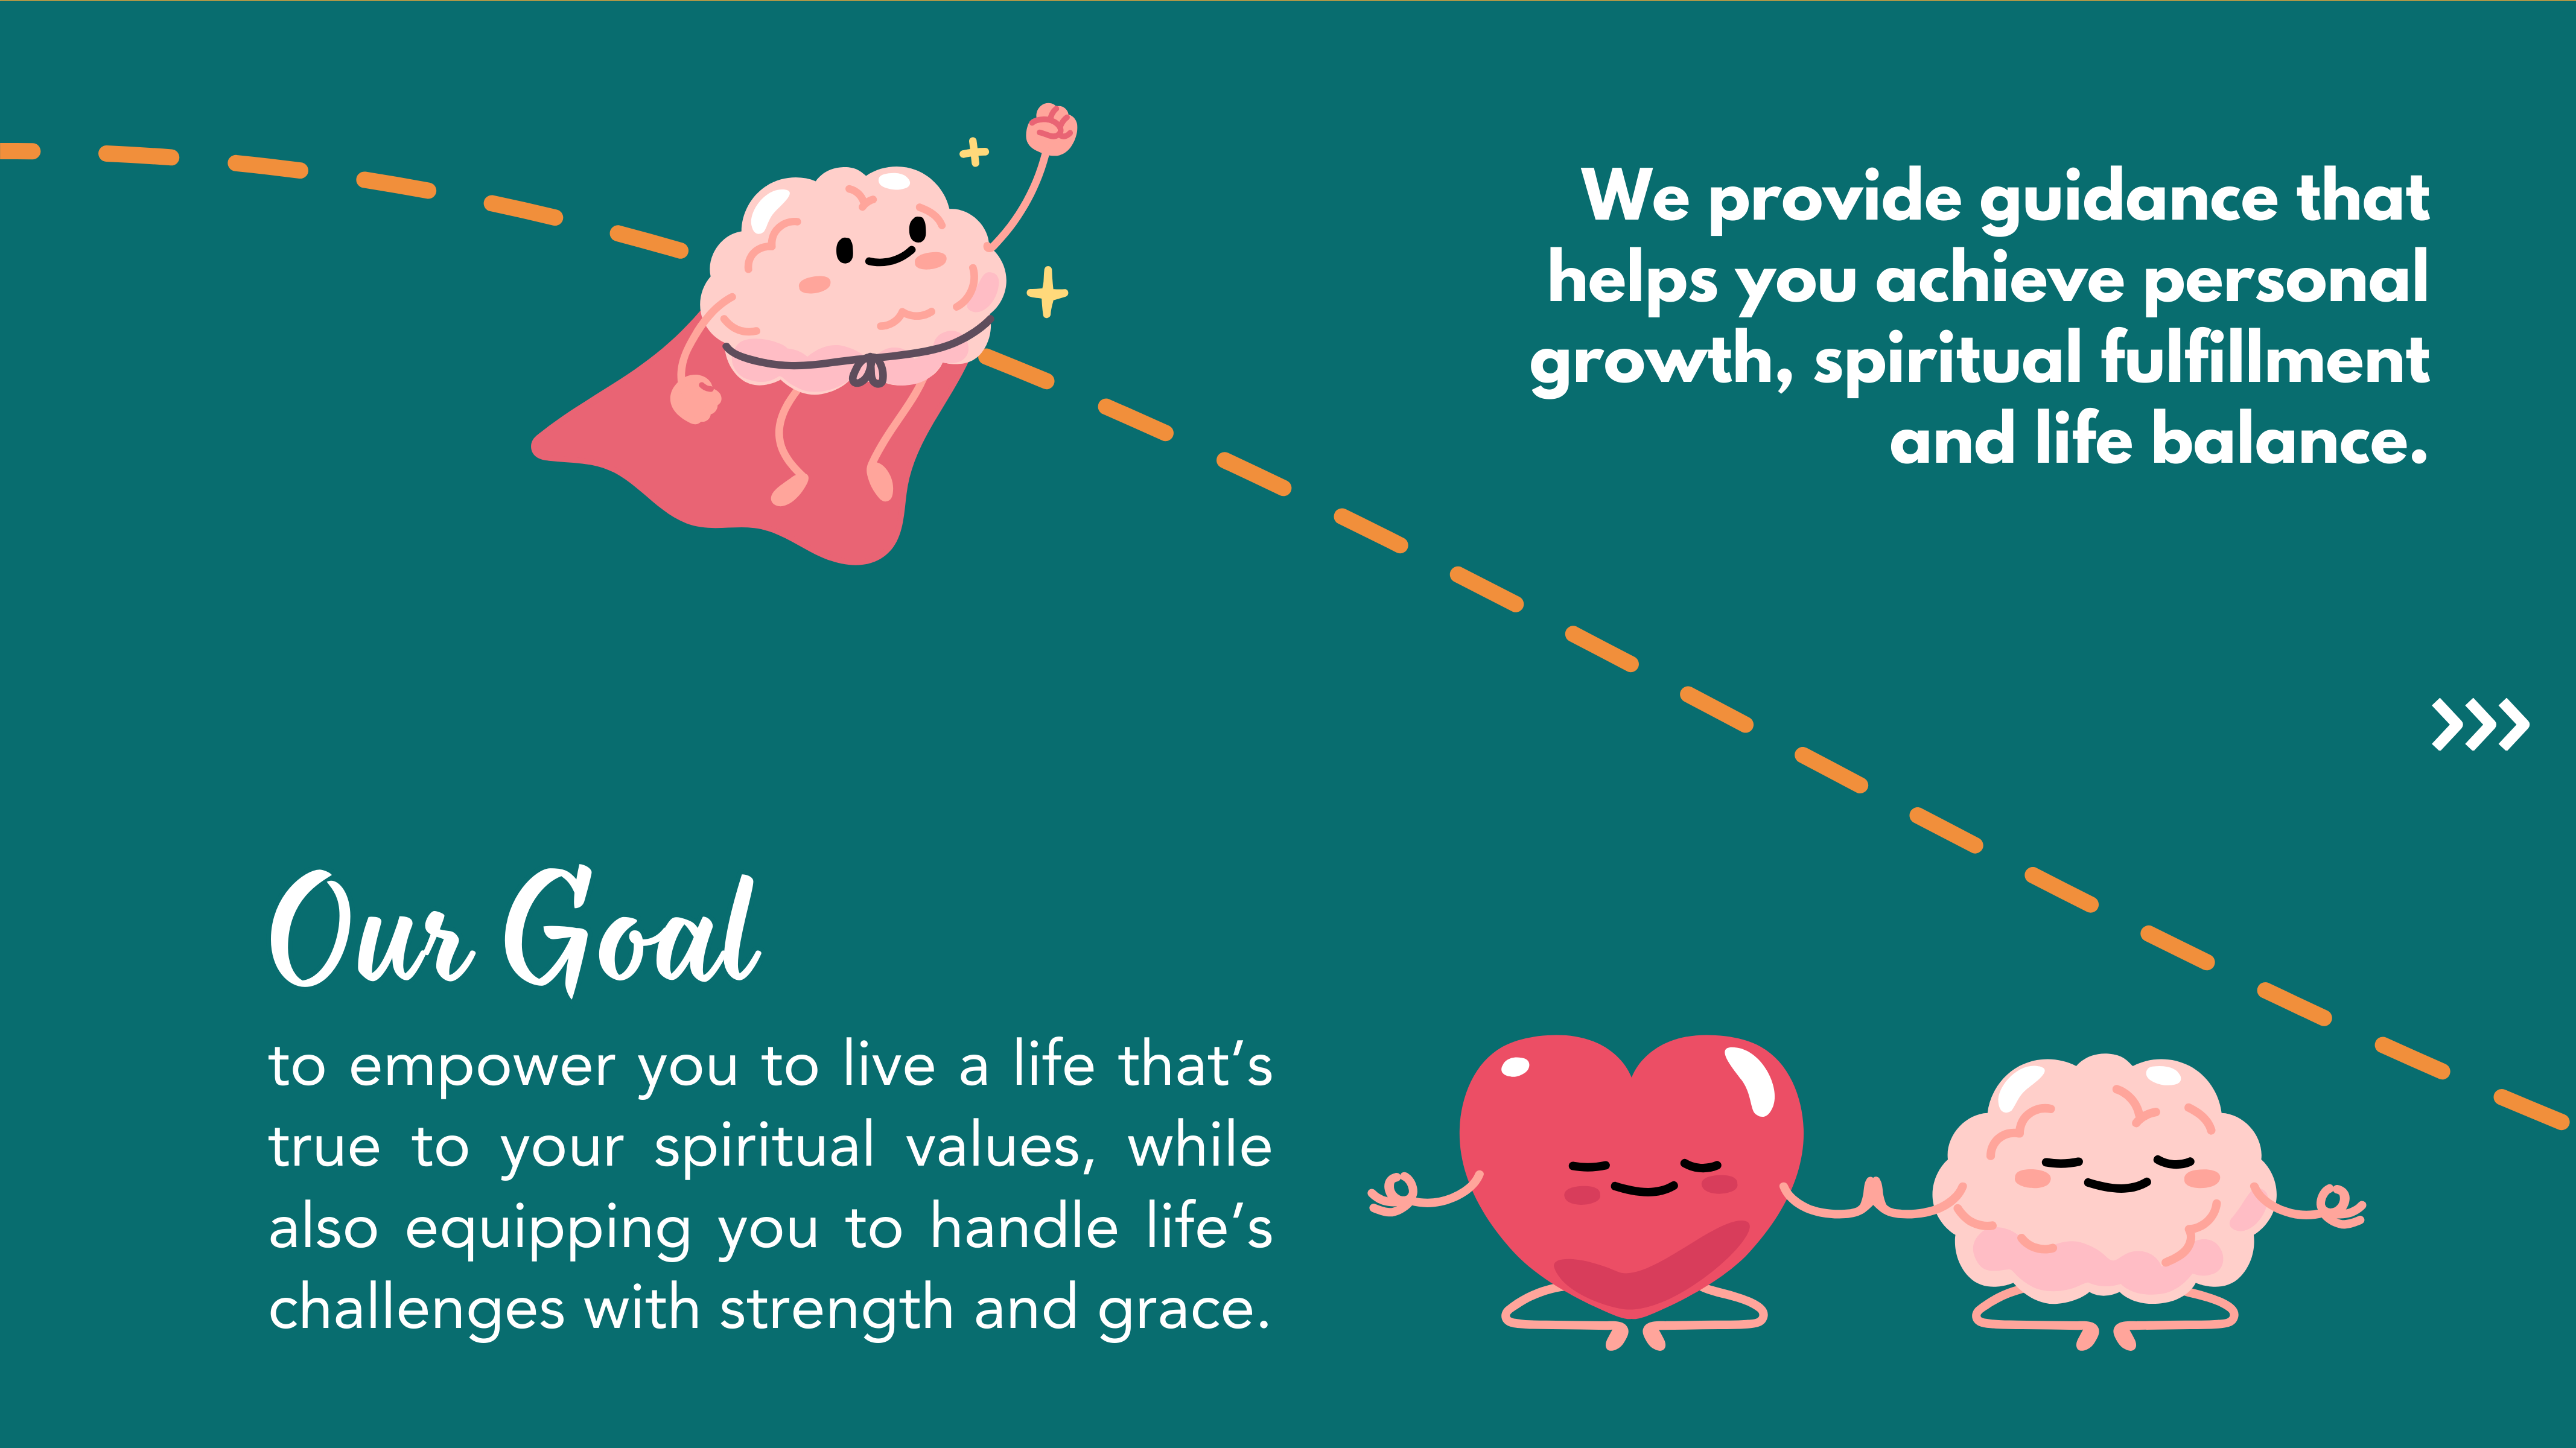 We provide guidance that
helps you achieve personal
growth, spiritual fulfillment
and life balance.
Our Goal
to empower you to live a life that’s
true to your spiritual values, while
also equipping you to handle life’s
challenges with strength and grace.